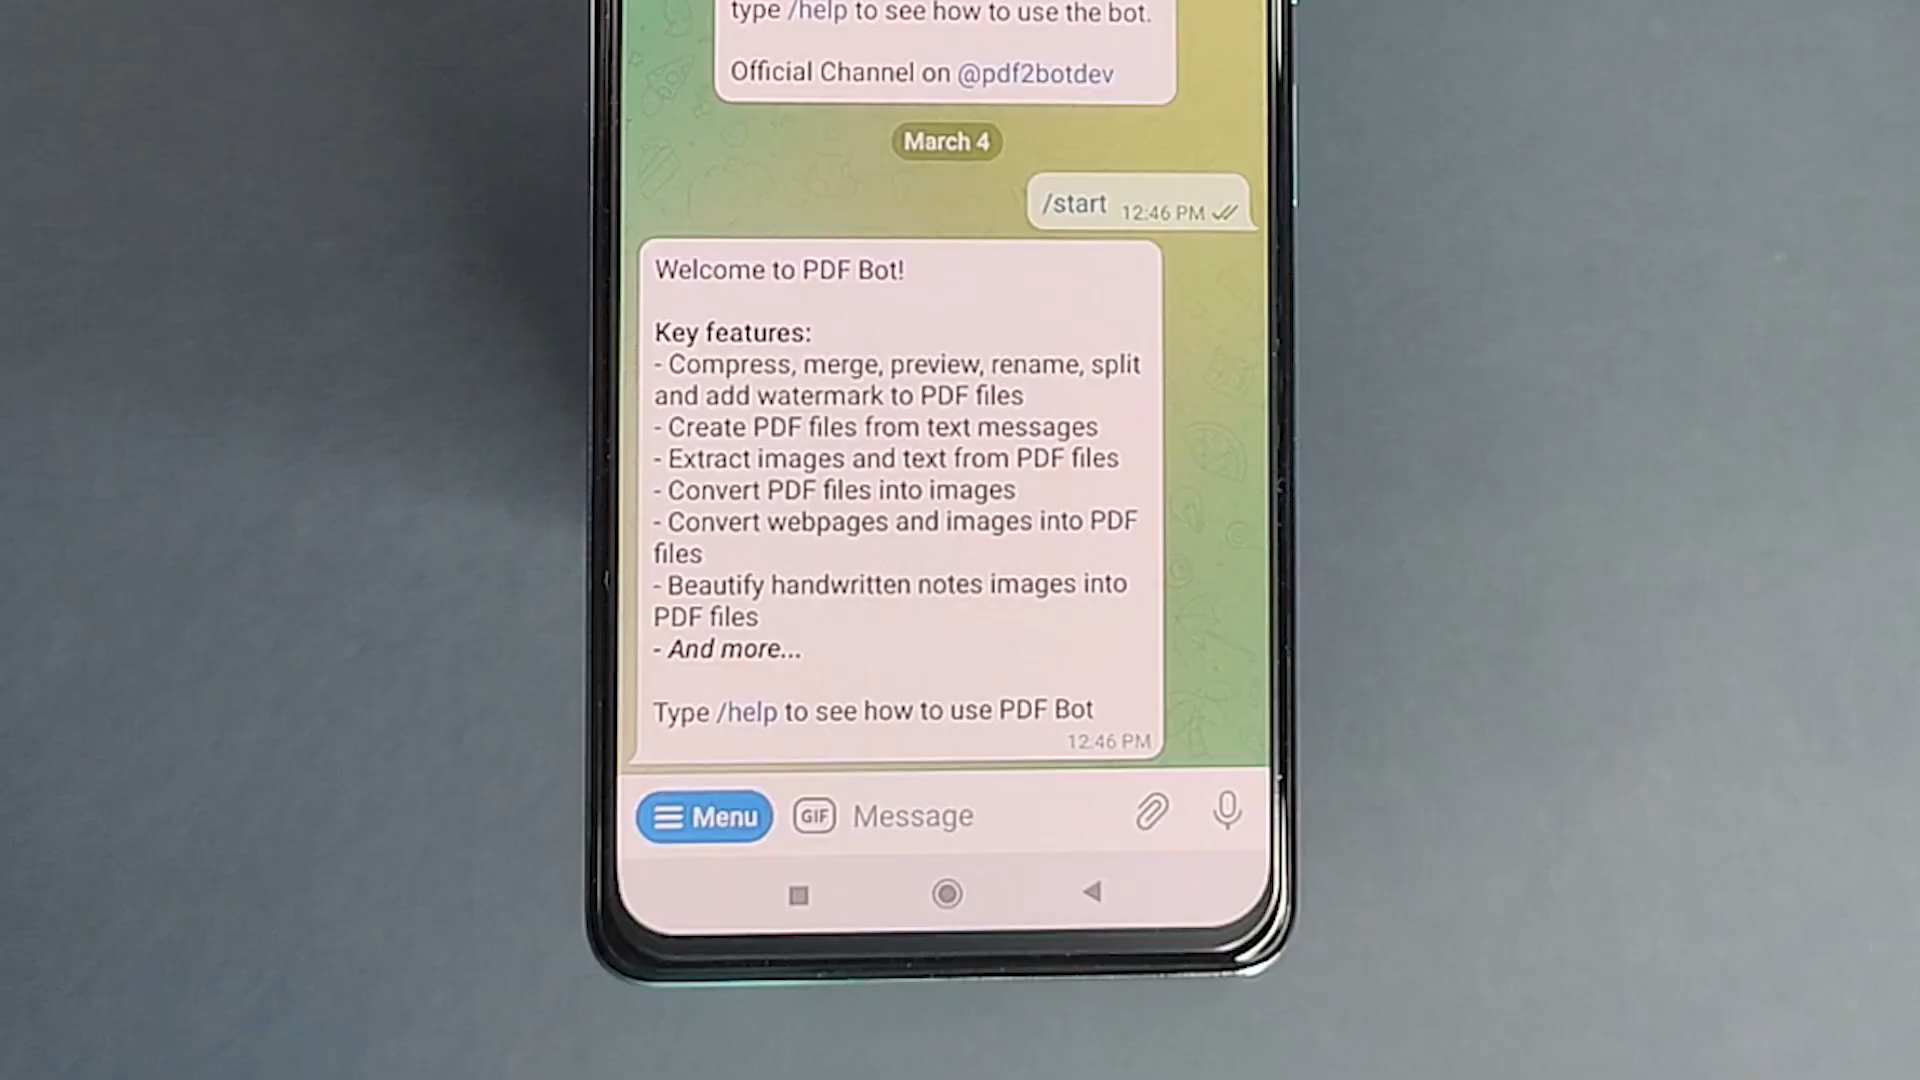 type /help to see how to use the bot.
Official Channel on @pdf2botdev
March 4
/start 12:46 PM
Welcome to PDF Bot!
Key features:
- Compress, merge, preview, rename, split
and add watermark to PDF files
- Create PDF files from text messages
- Extract images and text from PDF files
- Convert PDF files into images
- Convert webpages and images into PDF
files
- Beautify handwritten notes images into
PDF files
- And more...
Type /help to see how to use PDF Bot
12:46 PM
Menu GIF Message